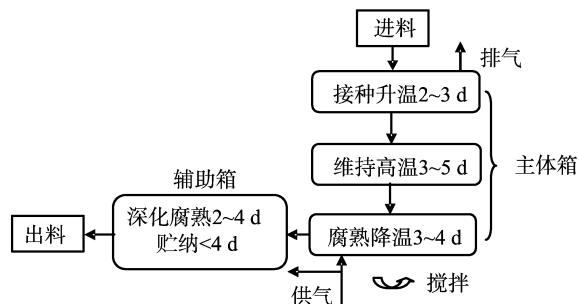 进料
排气
接种升温2~3 d
维持高温3~5 d
主体箱
辅助箱
深化腐熟2~4 d
贮纳<4 d
出料
腐熟降温3~4 d
供气
搅拌